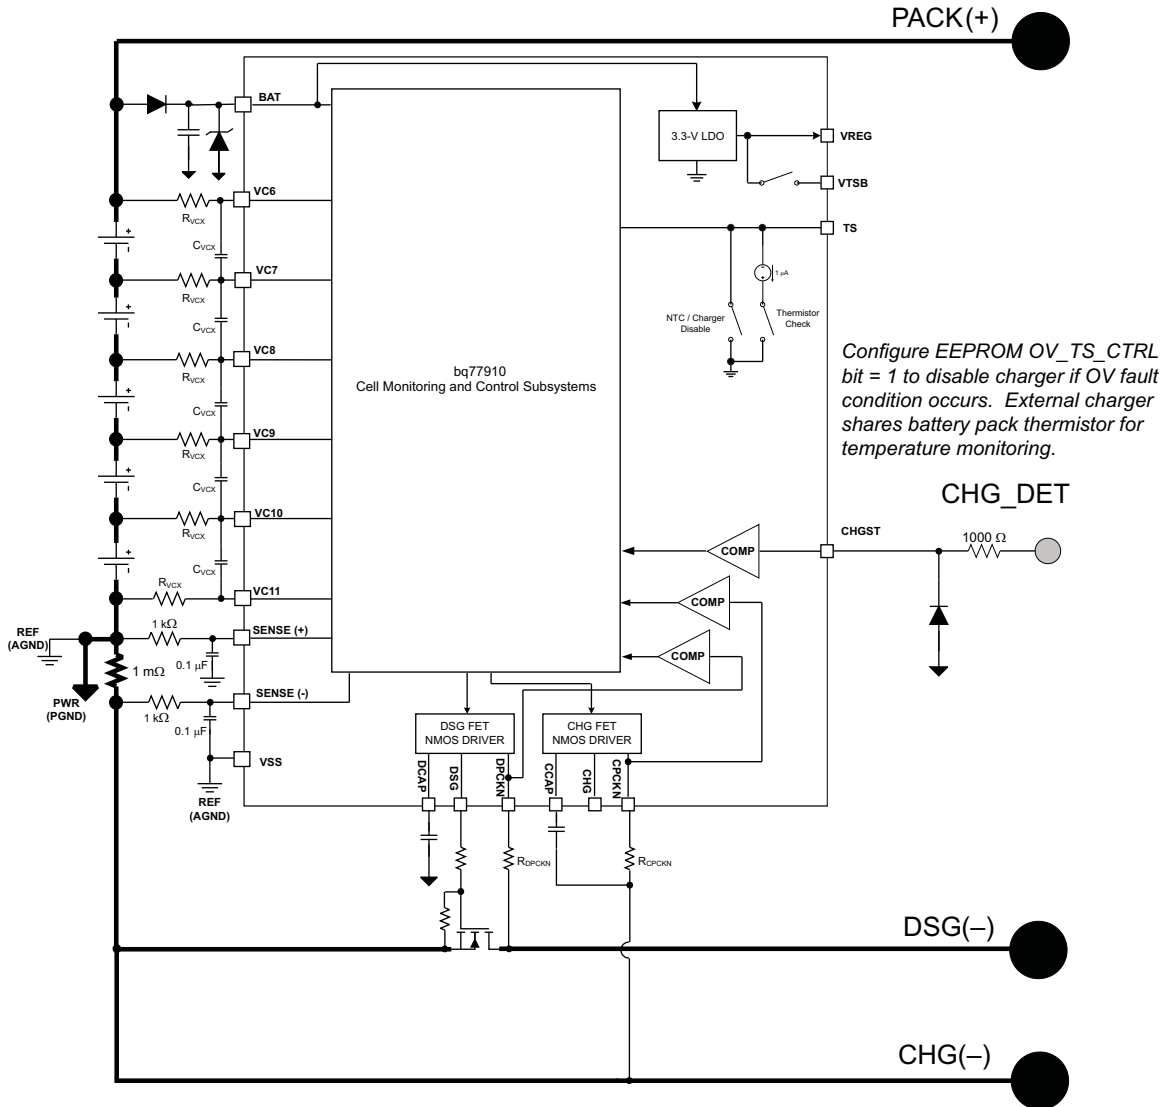 PACK(+)
BAT
3.3-V LDO
VREG
VTSB
VC6
TS
RVCX
CVCX
1 µA
VC7
RVCX
NTC / Charger
Disable
Thermistor
Check
CVCX
VC8
RVCX
bq77910
Cell Monitoring and Control Subsystems
Configure EEPROM OV_TS_CTRL
bit = 1 to disable charger if OV fault
condition occurs. External charger
shares battery pack thermistor for
temperature monitoring.
CVCX
VC9
RVCX
CVCX
VC10
RVCX
CHG_DET
CHGST
1000 Ω
COMP
CVCX
RVCX
VC11
COMP
1 kΩ
REF
(AGND)
SENSE (+)
0.1 µF
COMP
1 mΩ
PWR
(PGND)
SENSE (-)
1 kΩ
0.1 µF
DSG FET
NMOS DRIVER
CHG FET
NMOS DRIVER
VSS
DCAP
DSG
DPCKN
CCAP
CHG
CPCKN
REF
(AGND)
RDPCKN
RCPCKN
DSG(–)
CHG(–)